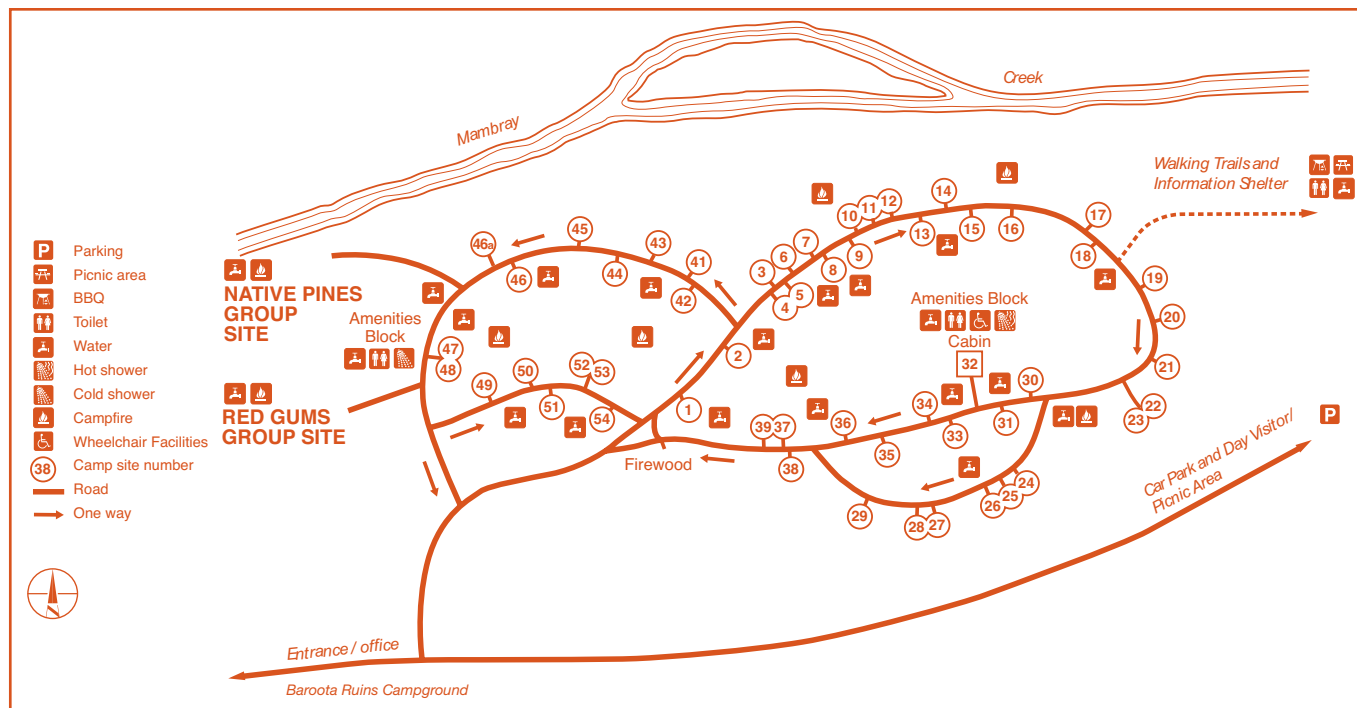 Mambray
Creek
Walking Trails and
Information Shelter
P
Parking
Picnic area
BBQ
Toilet
Water
Hot shower
Cold shower
Campfire
Wheelchair Facilities
38
Camp site number
Road
One way
NATIVE PINES
GROUP
SITE
RED GUMS
GROUP SITE
Amenities
Block
46a
46
45
44
43
41
42
47
48
49
50
51
52
53
54
1
2
3
6
7
4
5
8
9
10
11
12
13
14
15
16
17
18
19
20
21
22
23
Amenities Block
Cabin
32
30
31
34
33
36
35
39
37
38
24
25
26
27
28
29
Firewood
Car Park and Day Visitor/
Picnic Area
P
Entrance / office
Baroota Ruins Campground